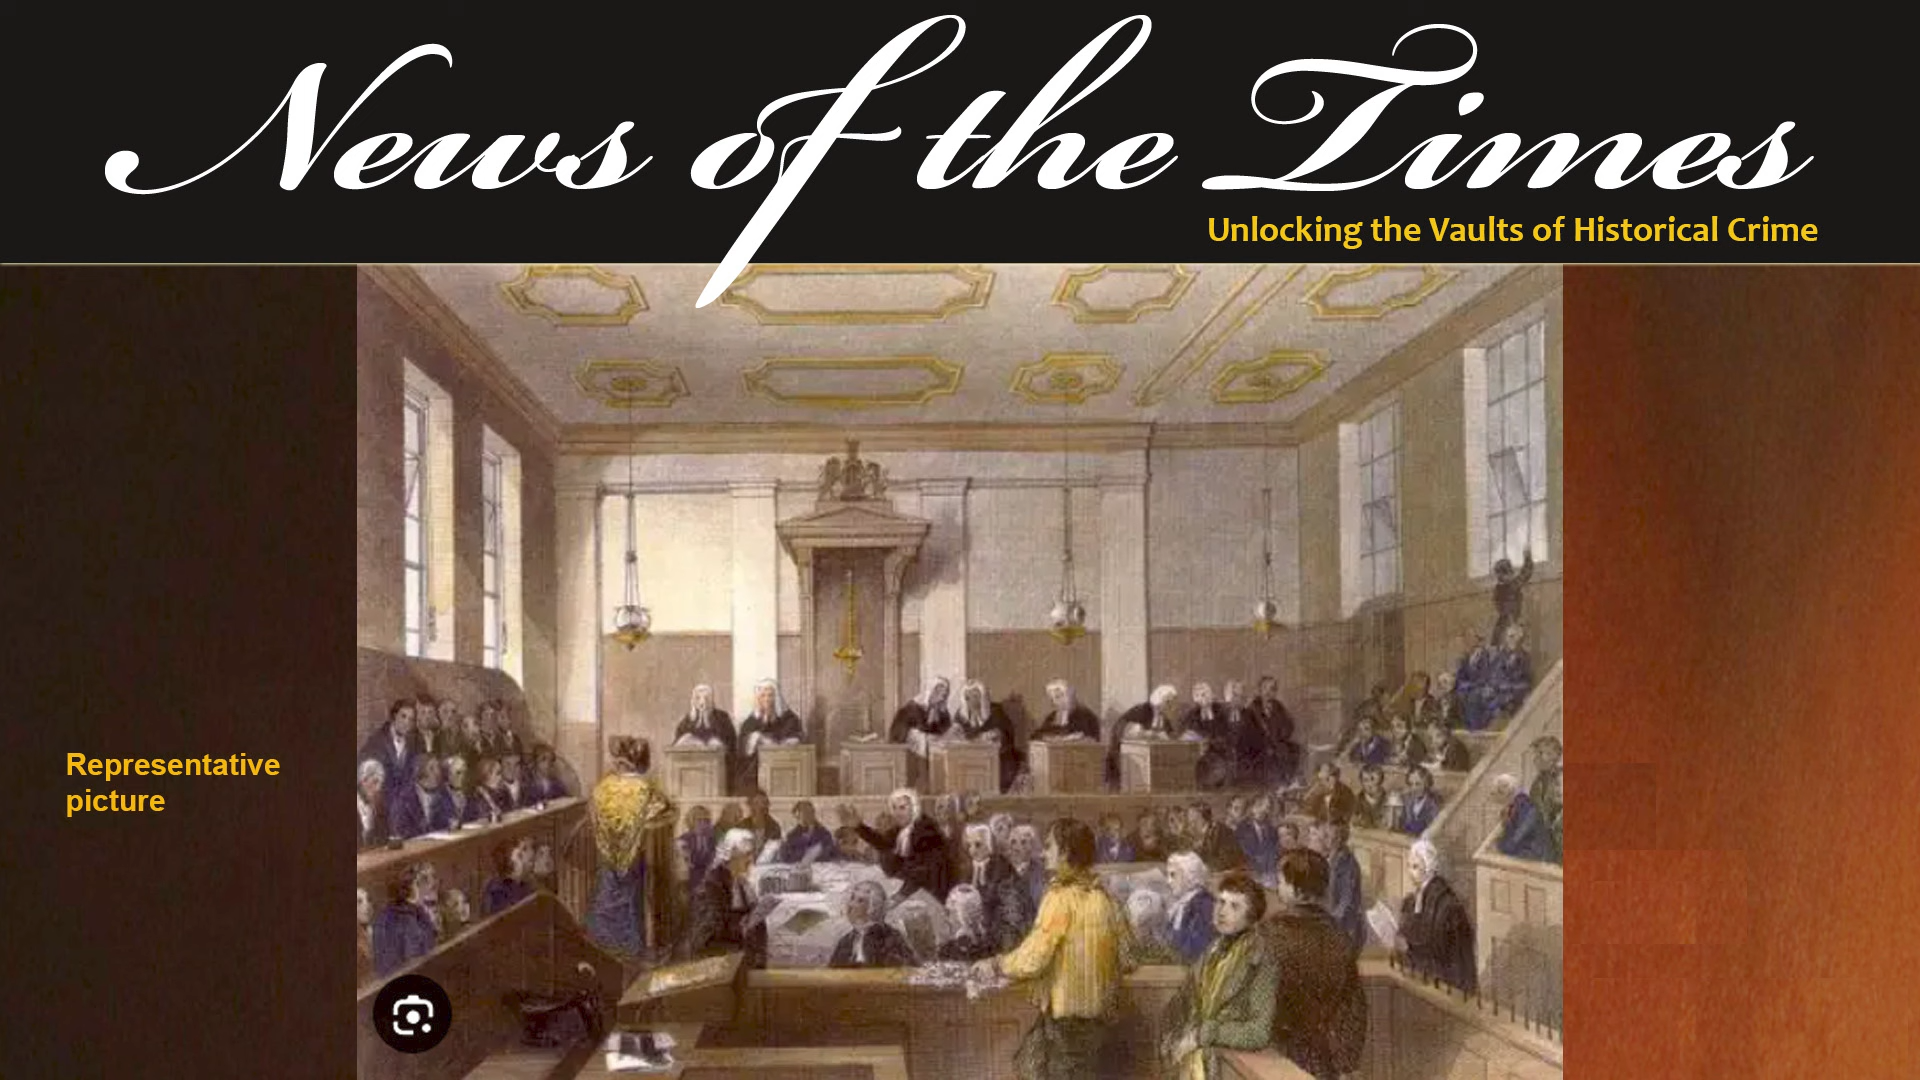 News of the Times
Unlocking the Vaults of Historical Crime
Representative
picture